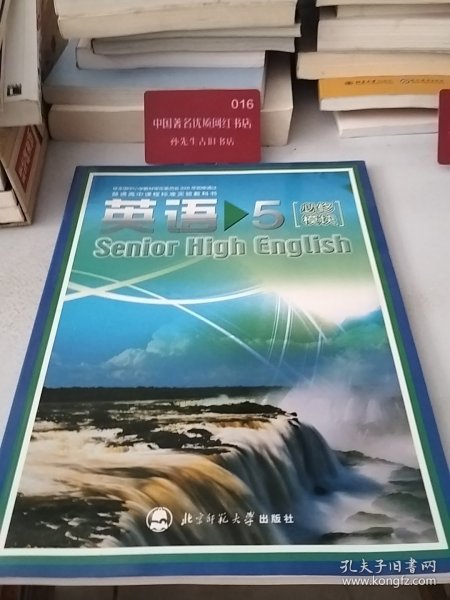 016
中国著名优质网红书店
孙先生古旧书店
普通高中课程标准实验教科书
英语 5 必修模块
Senior High English
北京师范大学出版社
孔夫子旧书网
www.kongfz.com